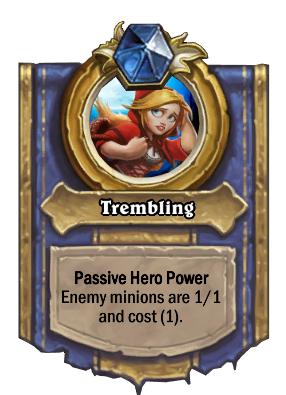 Trembling
Passive Hero Power
Enemy minions are 1/1
and cost (1).